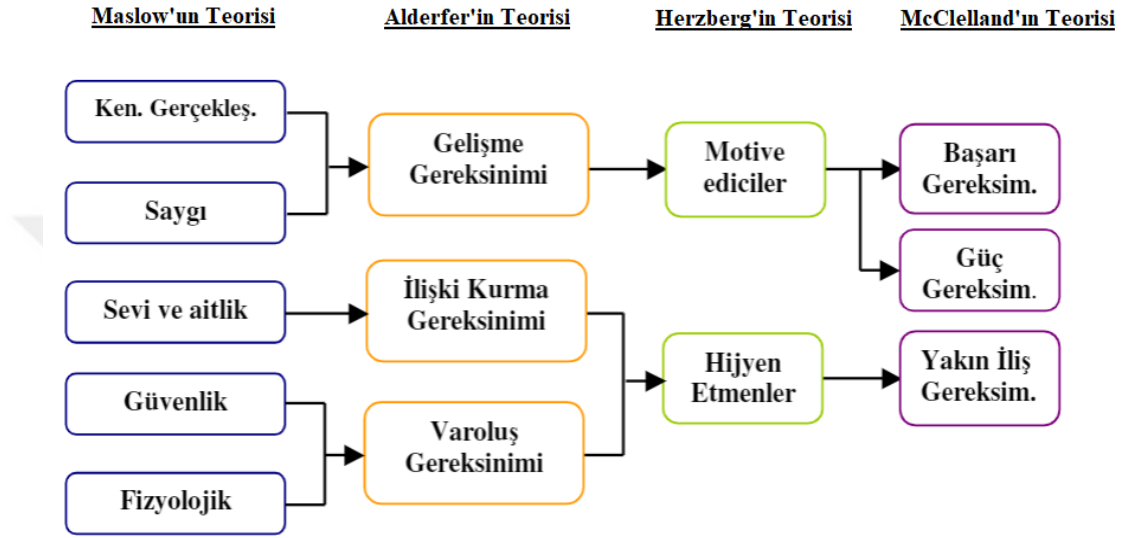 Maslow'un Teorisi
Alderfer'in Teorisi
Herzberg'in Teorisi
McClelland'ın Teorisi
Ken. Gerçekleş.
Saygı
Sevi ve aitlik
Güvenlik
Fizyolojik
Gelişme
Gereksinimi
İlişki Kurma
Gereksinimi
Varoluş
Gereksinimi
Motive
ediciler
Hijyen
Etmenler
Başarı
Gereksim.
Güç
Gereksim.
Yakın İliş
Gereksim.